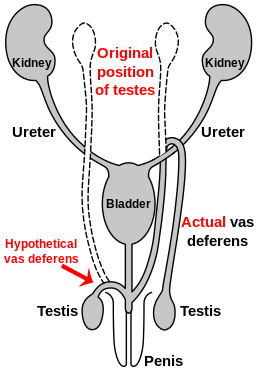 Original
position
of testes
Kidney
Kidney
Ureter
Ureter
Bladder
Actual vas
deferens
Hypothetical
vas deferens
Testis
Testis
Penis